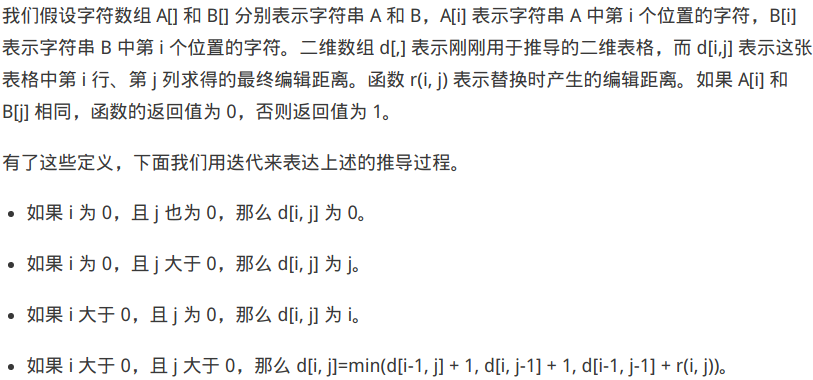 我们假设字符数组 A[] 和 B[] 分别表示字符串 A 和 B，A[i] 表示字符串 A 中第 i 个位置的字符，B[i]
表示字符串 B 中第 i 个位置的字符。二维数组 d[,] 表示刚刚用于推导的二维表格，而 d[i,j] 表示这张
表格中第 i 行、第 j 列求得的最终编辑距离。函数 r(i, j) 表示替换时产生的编辑距离。如果 A[i] 和
B[j] 相同，函数的返回值为 0，否则返回值为 1。
有了这些定义，下面我们用迭代来表达上述的推导过程。
• 如果 i 为 0，且 j 也为 0，那么 d[i, j] 为 0。
• 如果 i 为 0，且 j 大于 0，那么 d[i, j] 为 j。
• 如果 i 大于 0，且 j 为 0，那么 d[i, j] 为 i。
• 如果 i 大于 0，且 j 大于 0，那么 d[i, j]=min(d[i-1, j] + 1, d[i, j-1] + 1, d[i-1, j-1] + r(i, j))。